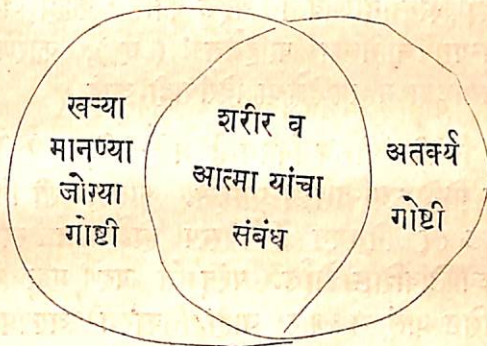 खऱ्या
मानण्या
जोग्या
गोष्टी
शरीर व
आत्मा यांचा
संबंध
अतर्क्य
गोष्टी